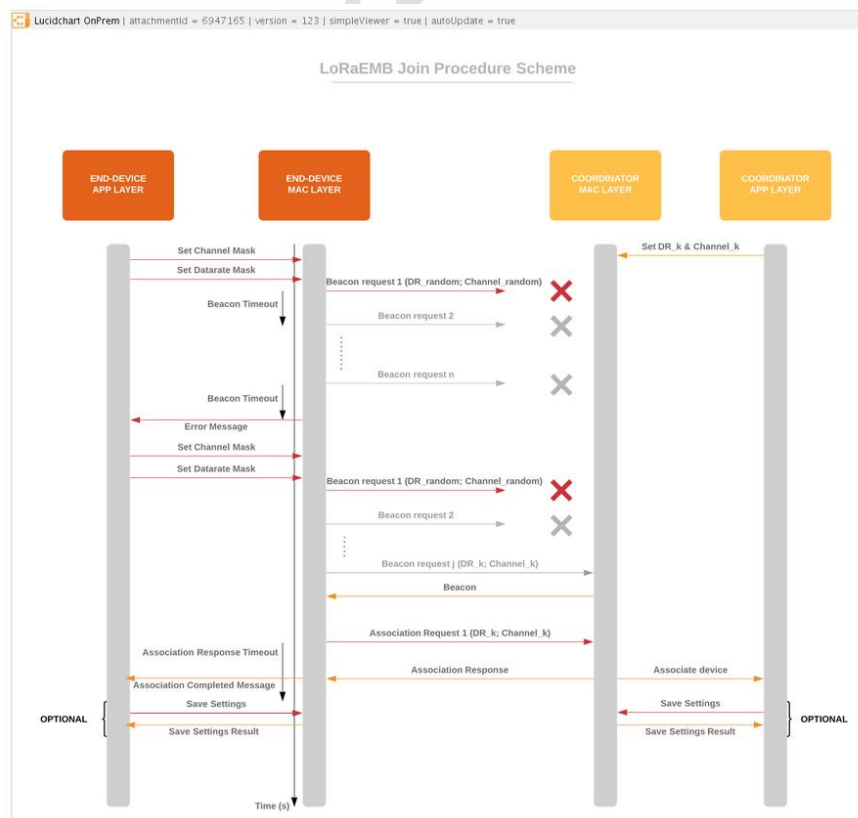 Lucidchart OnPrem | attachmentId = 6947165 | version = 123 | simpleViewer = true | autoUpdate = true
LoRaEMB Join Procedure Scheme
END-DEVICE
APP LAYER
END-DEVICE
MAC LAYER
COORDINATOR
MAC LAYER
COORDINATOR
APP LAYER
Set Channel Mask
Set DR_k & Channel_k
Set Datarate Mask
Beacon request 1 (DR_random; Channel_random)
Beacon Timeout
Beacon request 2
Beacon request n
Beacon Timeout
Error Message
Set Channel Mask
Set Datarate Mask
Beacon request 1 (DR_random; Channel_random)
Beacon request 2
Beacon request j (DR_k; Channel_k)
Beacon
Association Request 1 (DR_k; Channel_k)
Association Response Timeout
Association Response
Associate device
Association Completed Message
Save Settings
Save Settings
OPTIONAL
OPTIONAL
Save Settings Result
Save Settings Result
Time (s)